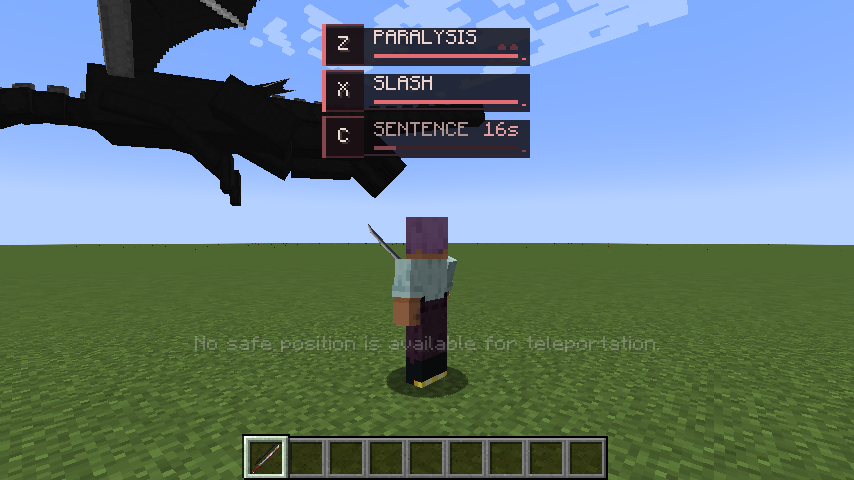 Z PARALYSIS
X SLASH
C SENTENCE 16s
No safe position is available for teleportation.